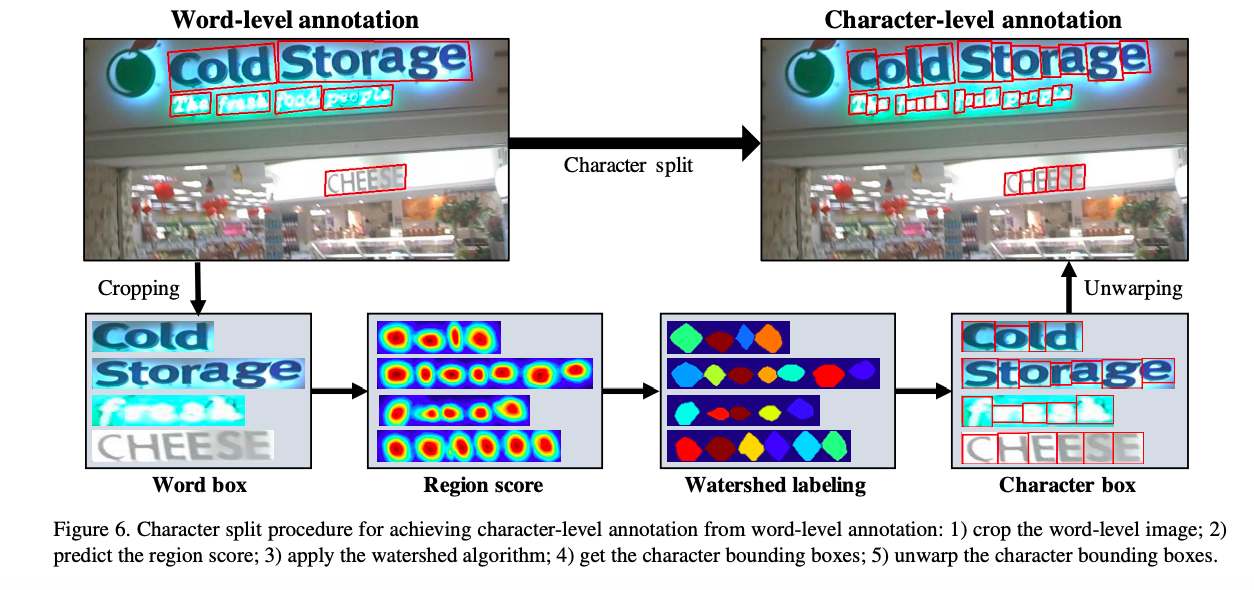 Word-level annotation
Character-level annotation
Cold Storage
The fresh food people
CHEESE
Character split
Cold Storage
The fresh food people
CHEESE
Cropping
Unwarping
Cold
Storage
fresh
CHEESE
Cold
Storage
fresh
CHEESE
Word box
Region score
Watershed labeling
Character box
Figure 6. Character split procedure for achieving character-level annotation from word-level annotation: 1) crop the word-level image; 2)
predict the region score; 3) apply the watershed algorithm; 4) get the character bounding boxes; 5) unwarp the character bounding boxes.